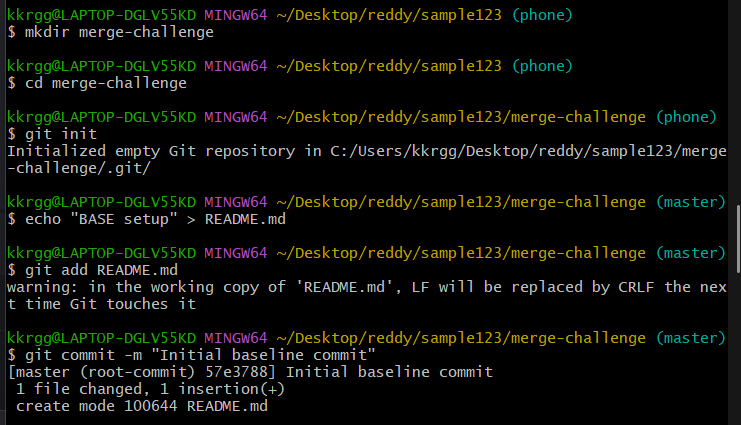 kkrgg@LAPTOP-DGLV55KD MINGW64 ~/Desktop/reddy/sample123 (phone)
$ mkdir merge-challenge
kkrgg@LAPTOP-DGLV55KD MINGW64 ~/Desktop/reddy/sample123 (phone)
$ cd merge-challenge
kkrgg@LAPTOP-DGLV55KD MINGW64 ~/Desktop/reddy/sample123/merge-challenge (phone)
$ git init
Initialized empty Git repository in C:/Users/kkrgg/Desktop/reddy/sample123/merge
-challenge/.git/
kkrgg@LAPTOP-DGLV55KD MINGW64 ~/Desktop/reddy/sample123/merge-challenge (master)
$ echo "BASE setup" > README.md
kkrgg@LAPTOP-DGLV55KD MINGW64 ~/Desktop/reddy/sample123/merge-challenge (master)
$ git add README.md
warning: in the working copy of 'README.md', LF will be replaced by CRLF the nex
t time Git touches it
kkrgg@LAPTOP-DGLV55KD MINGW64 ~/Desktop/reddy/sample123/merge-challenge (master)
$ git commit -m "Initial baseline commit"
[master (root-commit) 57e3788] Initial baseline commit
 1 file changed, 1 insertion(+)
 create mode 100644 README.md